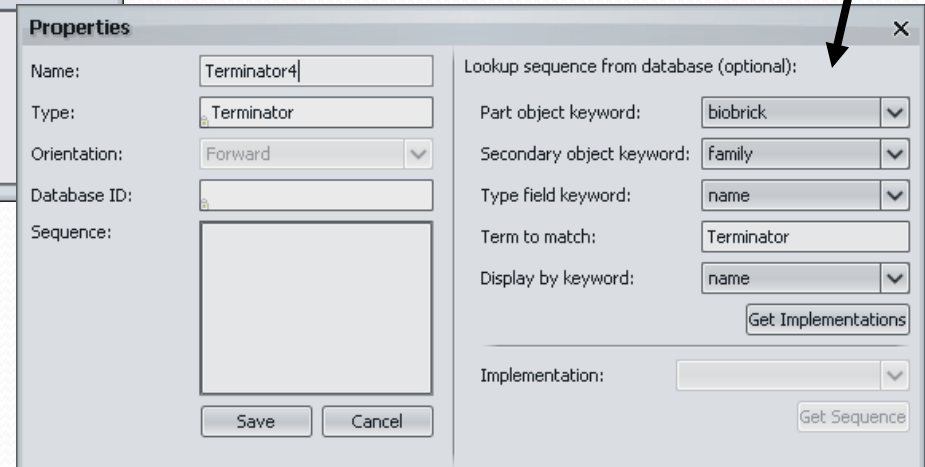 Properties
Name: Terminator4
Type: Terminator
Orientation: Forward
Database ID:
Sequence:
Save Cancel
Lookup sequence from database (optional):
Part object keyword: biobrick
Secondary object keyword: family
Type field keyword: name
Term to match: Terminator
Display by keyword: name
Get Implementations
Implementation:
Get Sequence